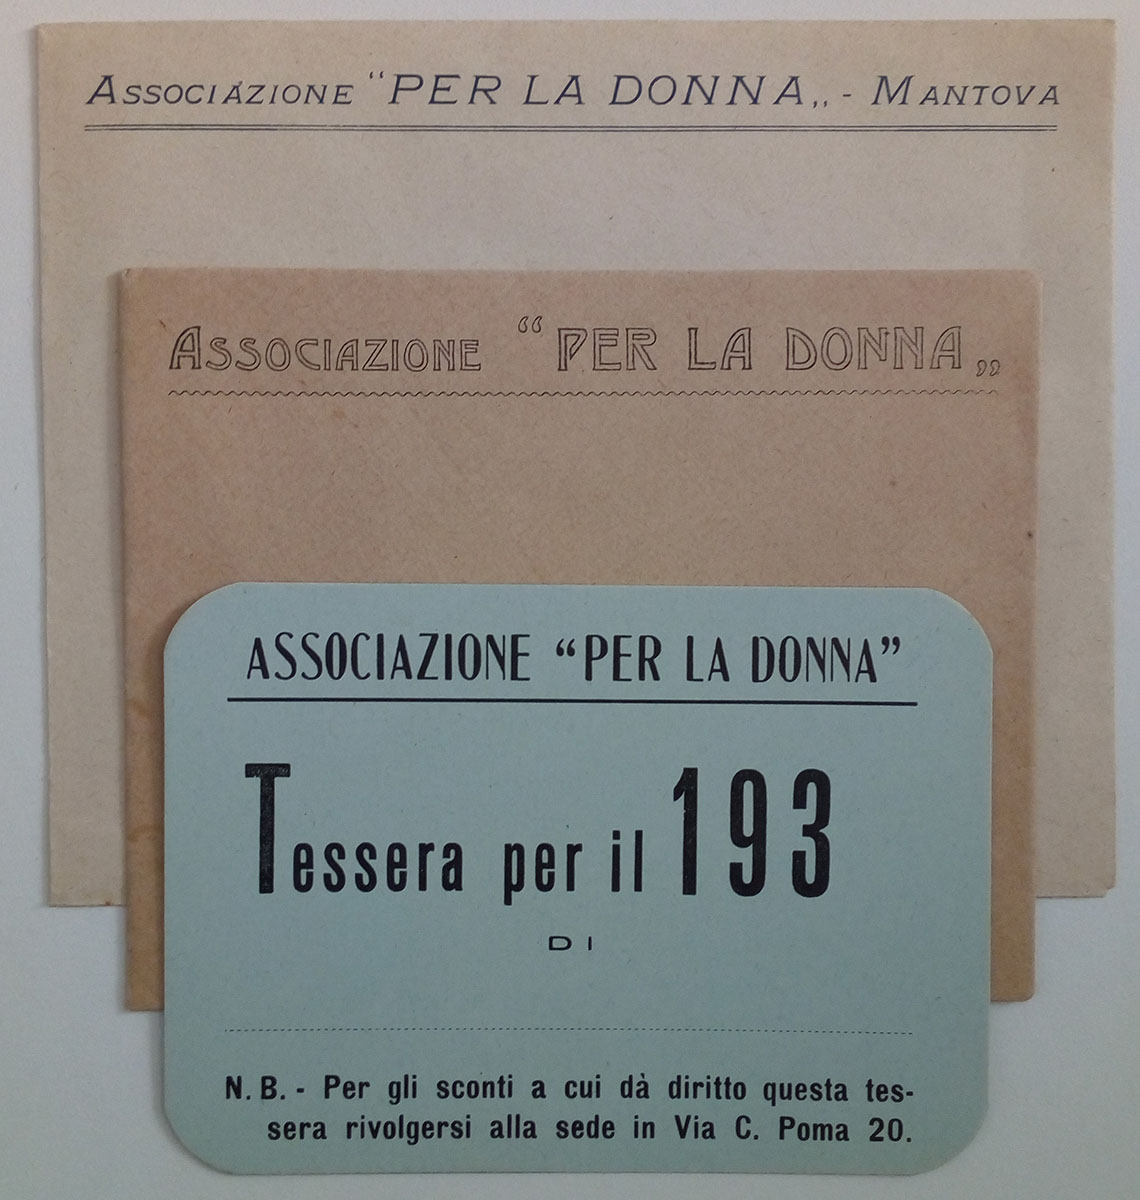 ASSOCIAZIONE “PER LA DONNA„ - MANTOVA
ASSOCIAZIONE “PER LA DONNA„
ASSOCIAZIONE “PER LA DONNA”
Tessera per il 193
DI
N. B. - Per gli sconti a cui dà diritto questa tes-
sera rivolgersi alla sede in Via C. Poma 20.